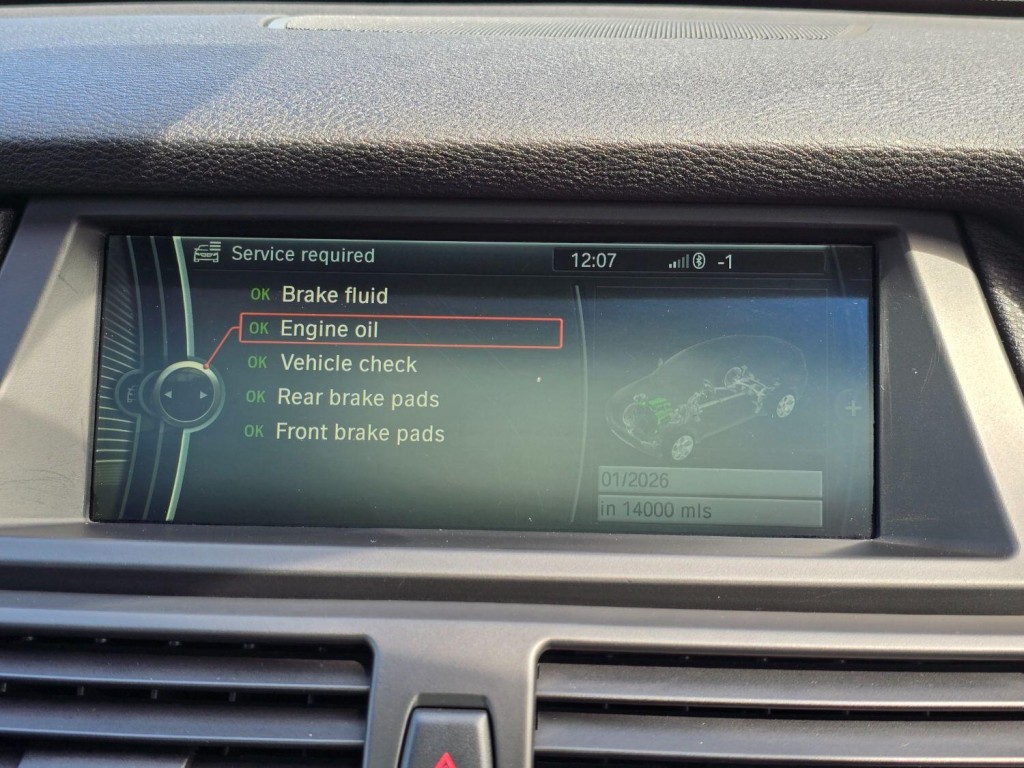 Service required
12:07
-1
OK Brake fluid
OK Engine oil
OK Vehicle check
OK Rear brake pads
OK Front brake pads
01/2026
in 14000 mls